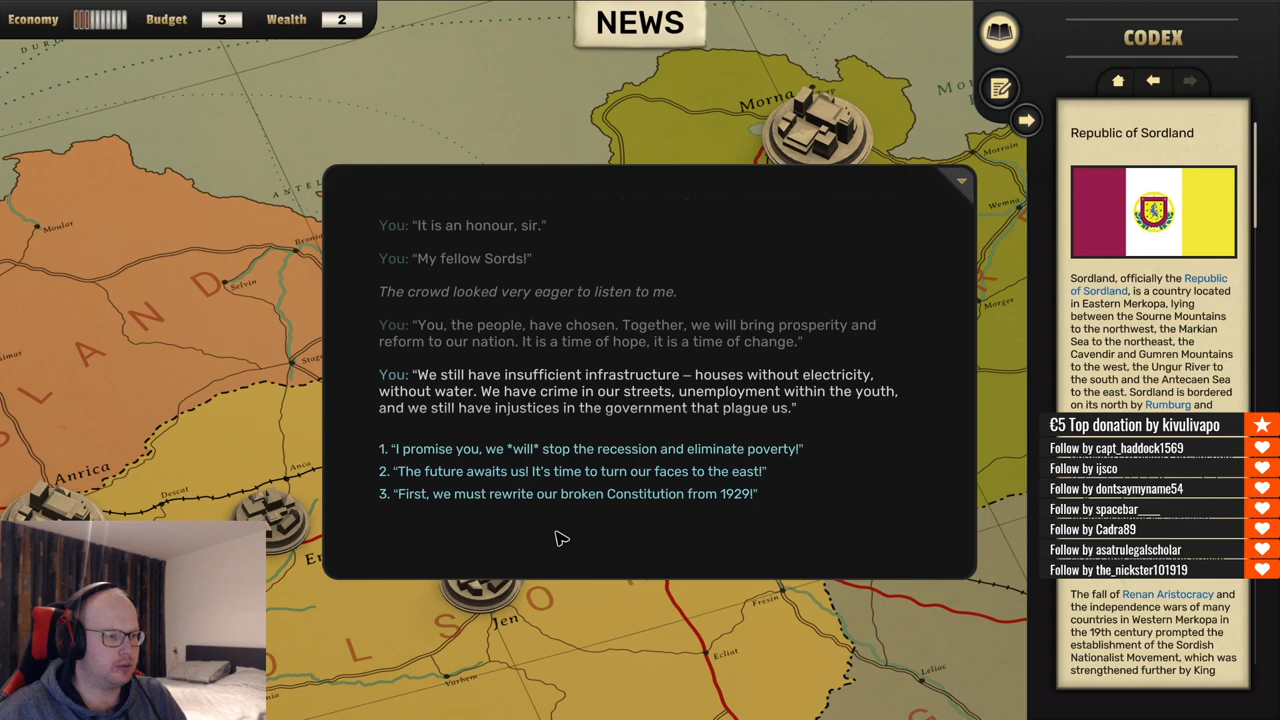 Economy
Budget 3
Wealth 2
NEWS
CODEX
Republic of Sordland
Sordland, officially the Republic
of Sordland, is a country located
in Eastern Merkopa, lying
between the Sourne Mountains
to the northwest, the Markian
Sea to the northeast, the
Cavendir and Gumren Mountains
to the west, the Ungur River to
the south and the Antecaen Sea
to the east. Sordland is bordered
on its north by Rumburg and
€5 Top donation by kivulivapo
Follow by capt_haddock1569
Follow by ijsco
Follow by dontsaymyname54
Follow by spacebar____
Follow by Cadra89
Follow by asatrulegalscholar
Follow by the_nickster101919
The fall of Renan Aristocracy and
the independence wars of many
countries in Western Merkopa in
the 19th century prompted the
establishment of the Sordish
Nationalist Movement, which was
strengthened further by King
You: “It is an honour, sir.”
You: “My fellow Sords!”
The crowd looked very eager to listen to me.
You: “You, the people, have chosen. Together, we will bring prosperity and
reform to our nation. It is a time of hope, it is a time of change.”
You: “We still have insufficient infrastructure – houses without electricity,
without water. We have crime in our streets, unemployment within the youth,
and we still have injustices in the government that plague us.”
1. “I promise you, we *will* stop the recession and eliminate poverty!”
2. “The future awaits us! It's time to turn our faces to the east!”
3. “First, we must rewrite our broken Constitution from 1929!”
Morna
Morrain
Wemna
Morger
Moular
Selvin
L A N D
Anrica
Descot
Anca
Jen
Varhem
Ecliat
Fresin
Leliac